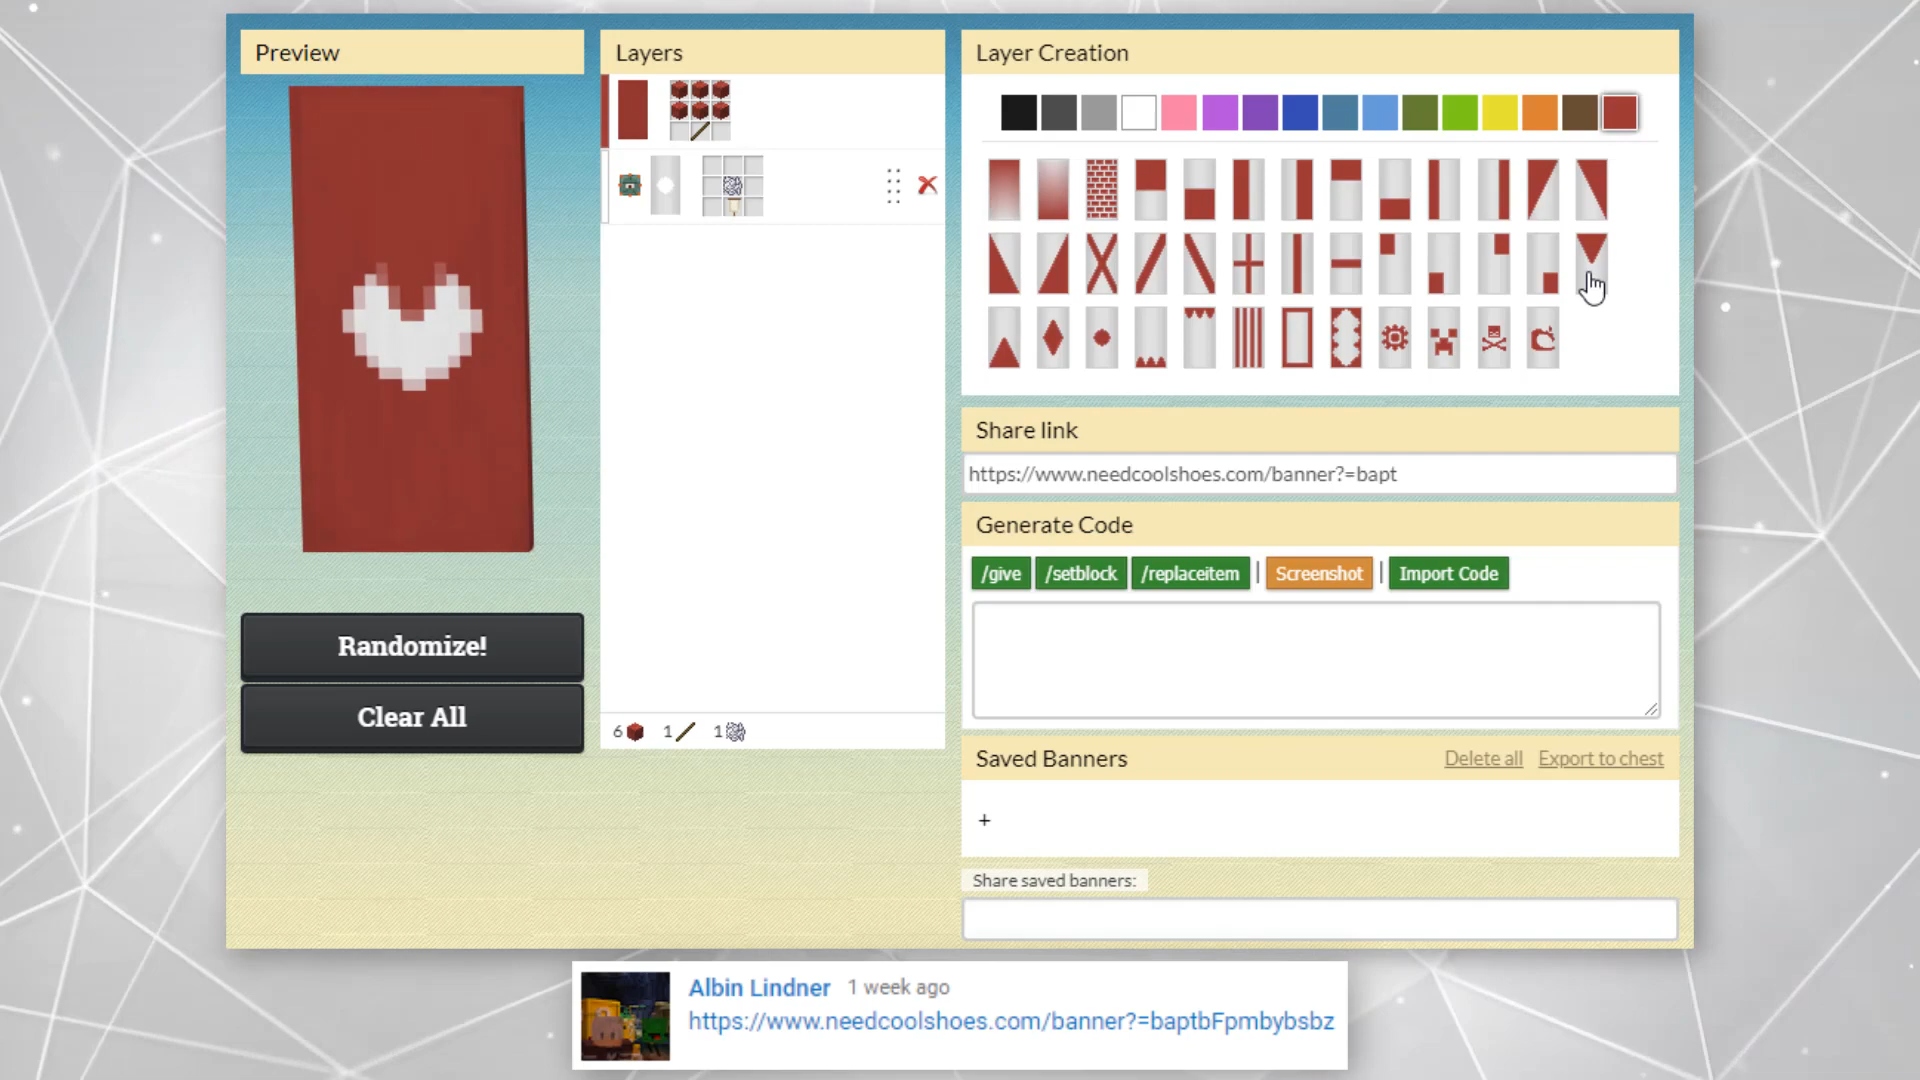 Preview
Layers
Layer Creation
Share link
https://www.needcoolshoes.com/banner?=bapt
Generate Code
/give /setblock /replaceitem | Screenshot | Import Code
Randomize!
Clear All
6 1 1
Saved Banners Delete all Export to chest
+
Share saved banners:
Albin Lindner 1 week ago
https://www.needcoolshoes.com/banner?=baptbFpmbybsbz